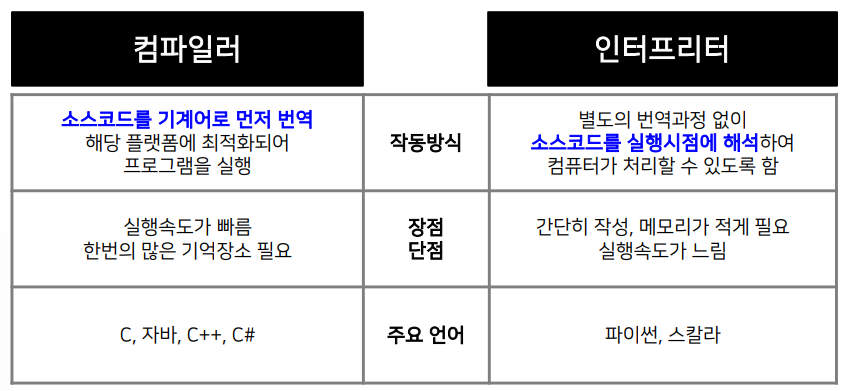 컴파일러
인터프리터
소스코드를 기계어로 먼저 번역
해당 플랫폼에 최적화되어
프로그램을 실행
작동방식
별도의 번역과정 없이
소스코드를 실행시점에 해석하여
컴퓨터가 처리할 수 있도록 함
실행속도가 빠름
한번의 많은 기억장소 필요
장점
단점
간단히 작성, 메모리가 적게 필요
실행속도가 느림
C, 자바, C++, C#
주요 언어
파이썬, 스칼라